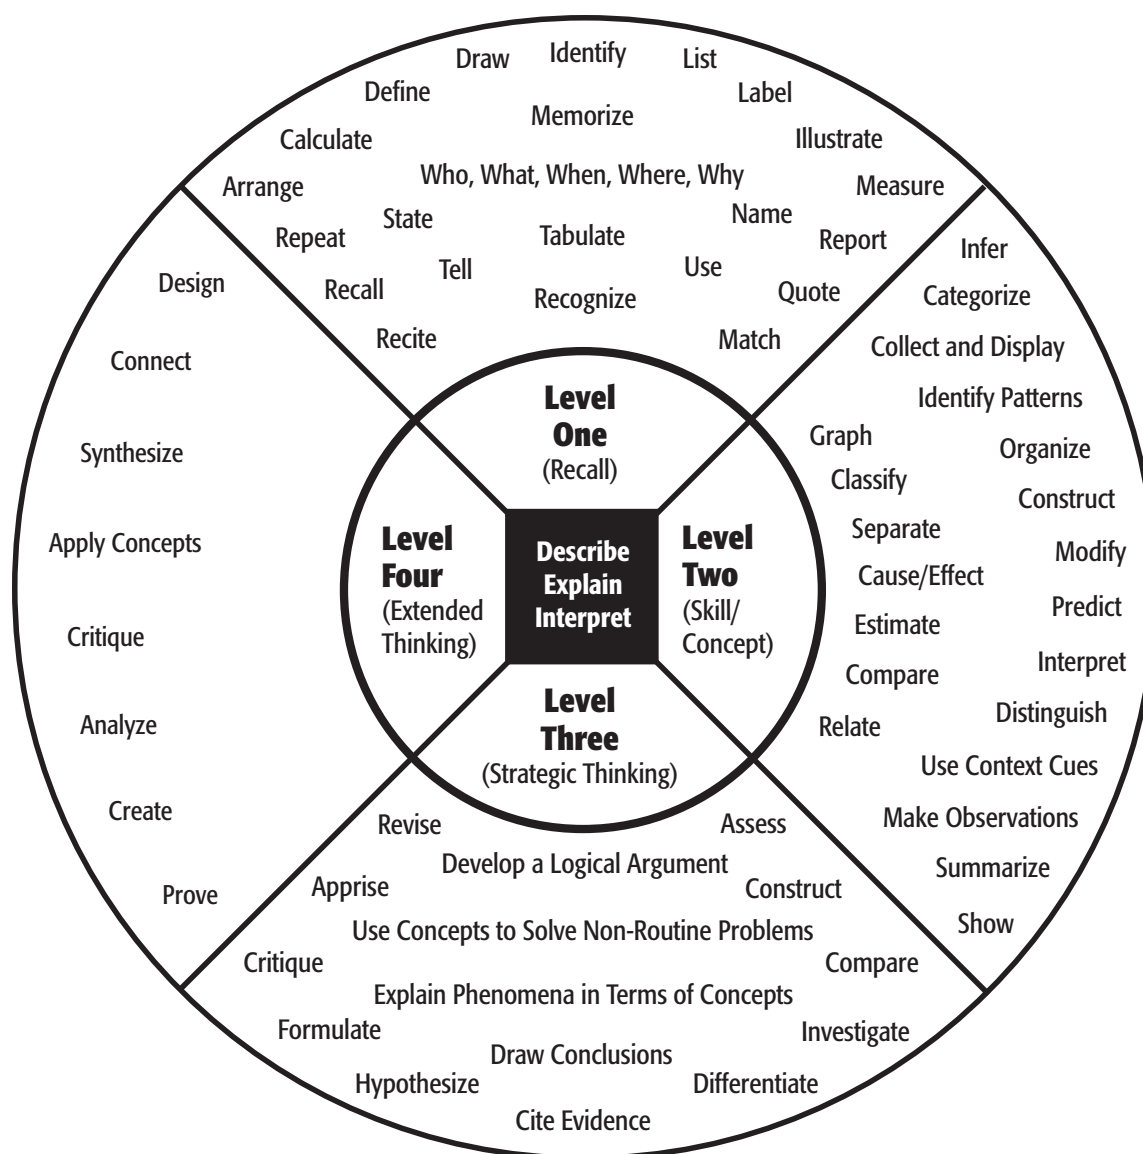 Draw
Identify
List
Define
Label
Memorize
Calculate
Illustrate
Who, What, When, Where, Why
Arrange
Measure
State
Name
Repeat
Tabulate
Report
Tell
Use
Recall
Recognize
Quote
Recite
Match
Level
One
(Recall)
Infer
Categorize
Collect and Display
Identify Patterns
Graph
Organize
Classify
Construct
Separate
Modify
Cause/Effect
Predict
Estimate
Interpret
Compare
Distinguish
Relate
Use Context Cues
Make Observations
Summarize
Show
Level
Two
(Skill/
Concept)
Describe
Explain
Interpret
Level
Three
(Strategic Thinking)
Revise
Assess
Develop a Logical Argument
Apprise
Construct
Use Concepts to Solve Non-Routine Problems
Critique
Compare
Explain Phenomena in Terms of Concepts
Formulate
Investigate
Draw Conclusions
Hypothesize
Differentiate
Cite Evidence
Level
Four
(Extended
Thinking)
Design
Connect
Synthesize
Apply Concepts
Critique
Analyze
Create
Prove